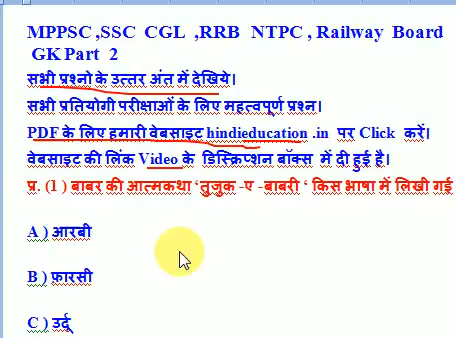 MPPSC ,SSC CGL ,RRB NTPC , Railway Board
GK Part 2
सभी प्रश्नो के उत्तर अंत में देखिये।
सभी प्रतियोगी परीक्षाओं के लिए महत्वपूर्ण प्रश्न।
PDF के लिए हमारी वेबसाइट hindieducation .in पर Click करें।
वेबसाइट की लिंक Video के डिस्क्रिप्शन बॉक्स में दी हुई है।
प्र. (1 ) बाबर की आत्मकथा ‘तुजुक -ए -बाबरी ‘ किस भाषा में लिखी गई
A ) आरबी
B ) फ़ारसी
C ) उर्दू